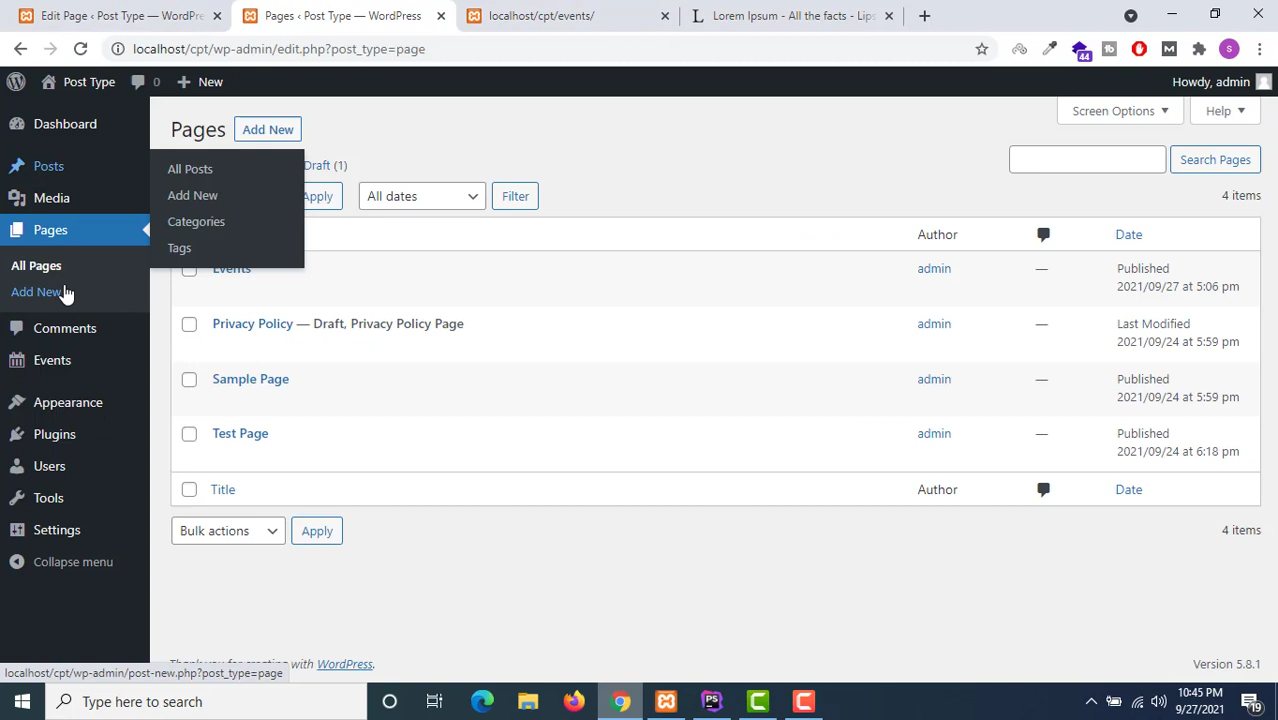 Edit Page ‹ Post Type — WordPre
Pages ‹ Post Type — WordPress
localhost/cpt/events/
Lorem Ipsum - All the facts - Lips
localhost/cpt/wp-admin/edit.php?post_type=page
44
S
Post Type
0
New
Howdy, admin
Dashboard
Posts
Media
Pages
All Pages
Add New
Comments
Events
Appearance
Plugins
Users
Tools
Settings
Collapse menu
Pages
Add New
Screen Options
Help
All Posts
Add New
Categories
Tags
Draft (1)
Search Pages
Apply
All dates
Filter
4 items
Author
Date
Events
admin
—
Published
2021/09/27 at 5:06 pm
Privacy Policy — Draft, Privacy Policy Page
admin
—
Last Modified
2021/09/24 at 5:59 pm
Sample Page
admin
—
Published
2021/09/24 at 5:59 pm
Test Page
admin
—
Published
2021/09/24 at 6:18 pm
Title
Author
Date
Bulk actions
Apply
4 items
Thank you for creating with WordPress.
Version 5.8.1
localhost/cpt/wp-admin/post-new.php?post_type=page
Type here to search
10:45 PM
9/27/2021
19